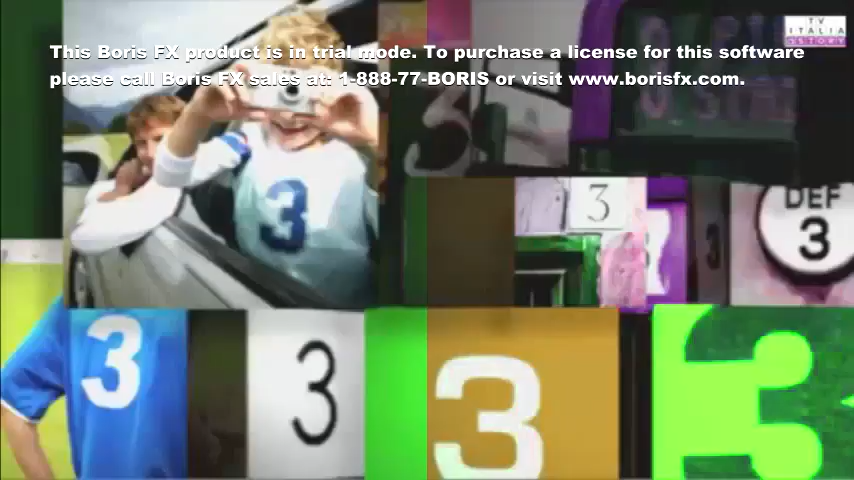 This Boris FX product is in trial mode. To purchase a license for this software
please call Boris FX sales at: 1-888-77-BORIS or visit www.borisfx.com.
TV
ITALIA
STORY
3
3
3
DEF
3
3
3
3
3
3